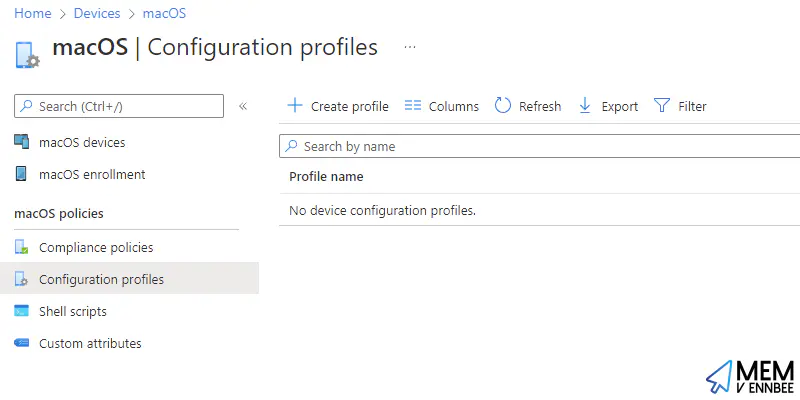 Home > Devices > macOS
macOS | Configuration profiles ...
Search (Ctrl+/) «
macOS devices
macOS enrollment
macOS policies
Compliance policies
Configuration profiles
Shell scripts
Custom attributes
+ Create profile Columns Refresh Export Filter
Search by name
Profile name
No device configuration profiles.
MEM
V ENNBEE